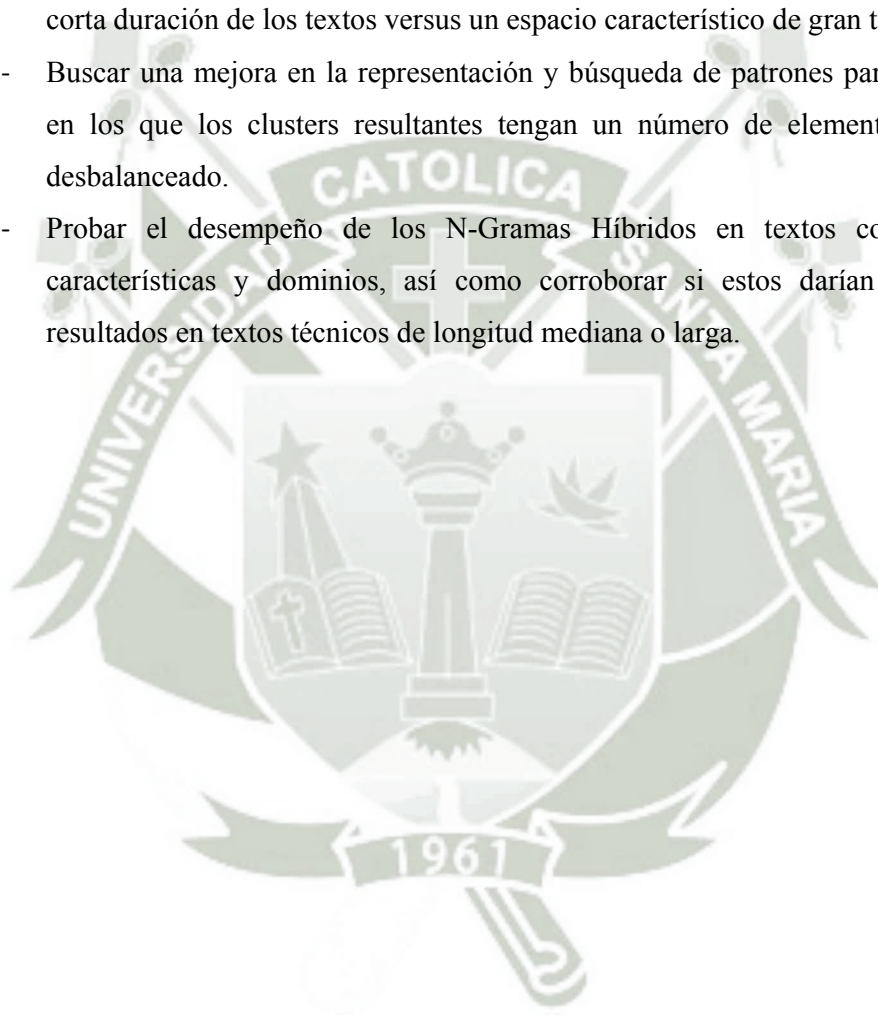 corta duración de los textos versus un espacio característico de gran t
- Buscar una mejora en la representación y búsqueda de patrones par
en los que los clusters resultantes tengan un número de element
desbalanceado.
- Probar el desempeño de los N-Gramas Híbridos en textos co
características y dominios, así como corroborar si estos darían
resultados en textos técnicos de longitud mediana o larga.
UNIVERSIDAD CATOLICA SANTA MARIA
1961